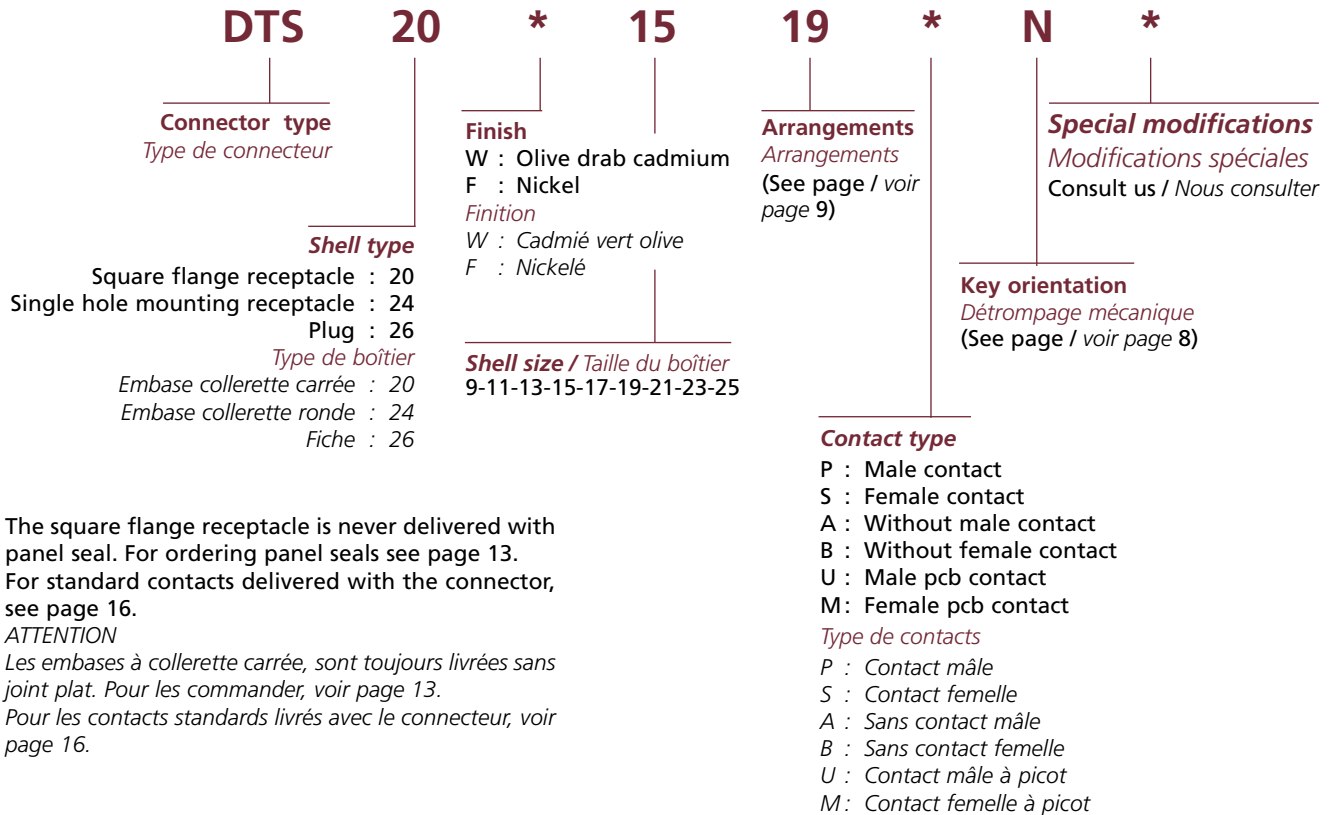 DTS 20 * 15 19 * N *
Connector type
Type de connecteur
Shell type
Square flange receptacle : 20
Single hole mounting receptacle : 24
Plug : 26
Type de boîtier
Embase collerette carrée : 20
Embase collerette ronde : 24
Fiche : 26
Finish
W : Olive drab cadmium
F : Nickel
Finition
W : Cadmié vert olive
F : Nickelé
Shell size / Taille du boîtier
9-11-13-15-17-19-21-23-25
Arrangements
Arrangements
(See page / voir
page 9)
Contact type
P : Male contact
S : Female contact
A : Without male contact
B : Without female contact
U : Male pcb contact
M : Female pcb contact
Type de contacts
P : Contact mâle
S : Contact femelle
A : Sans contact mâle
B : Sans contact femelle
U : Contact mâle à picot
M : Contact femelle à picot
Key orientation
Détrompage mécanique
(See page / voir page 8)
Special modifications
Modifications spéciales
Consult us / Nous consulter
The square flange receptacle is never delivered with
panel seal. For ordering panel seals see page 13.
For standard contacts delivered with the connector,
see page 16.
ATTENTION
Les embases à collerette carrée, sont toujours livrées sans
joint plat. Pour les commander, voir page 13.
Pour les contacts standards livrés avec le connecteur, voir
page 16.